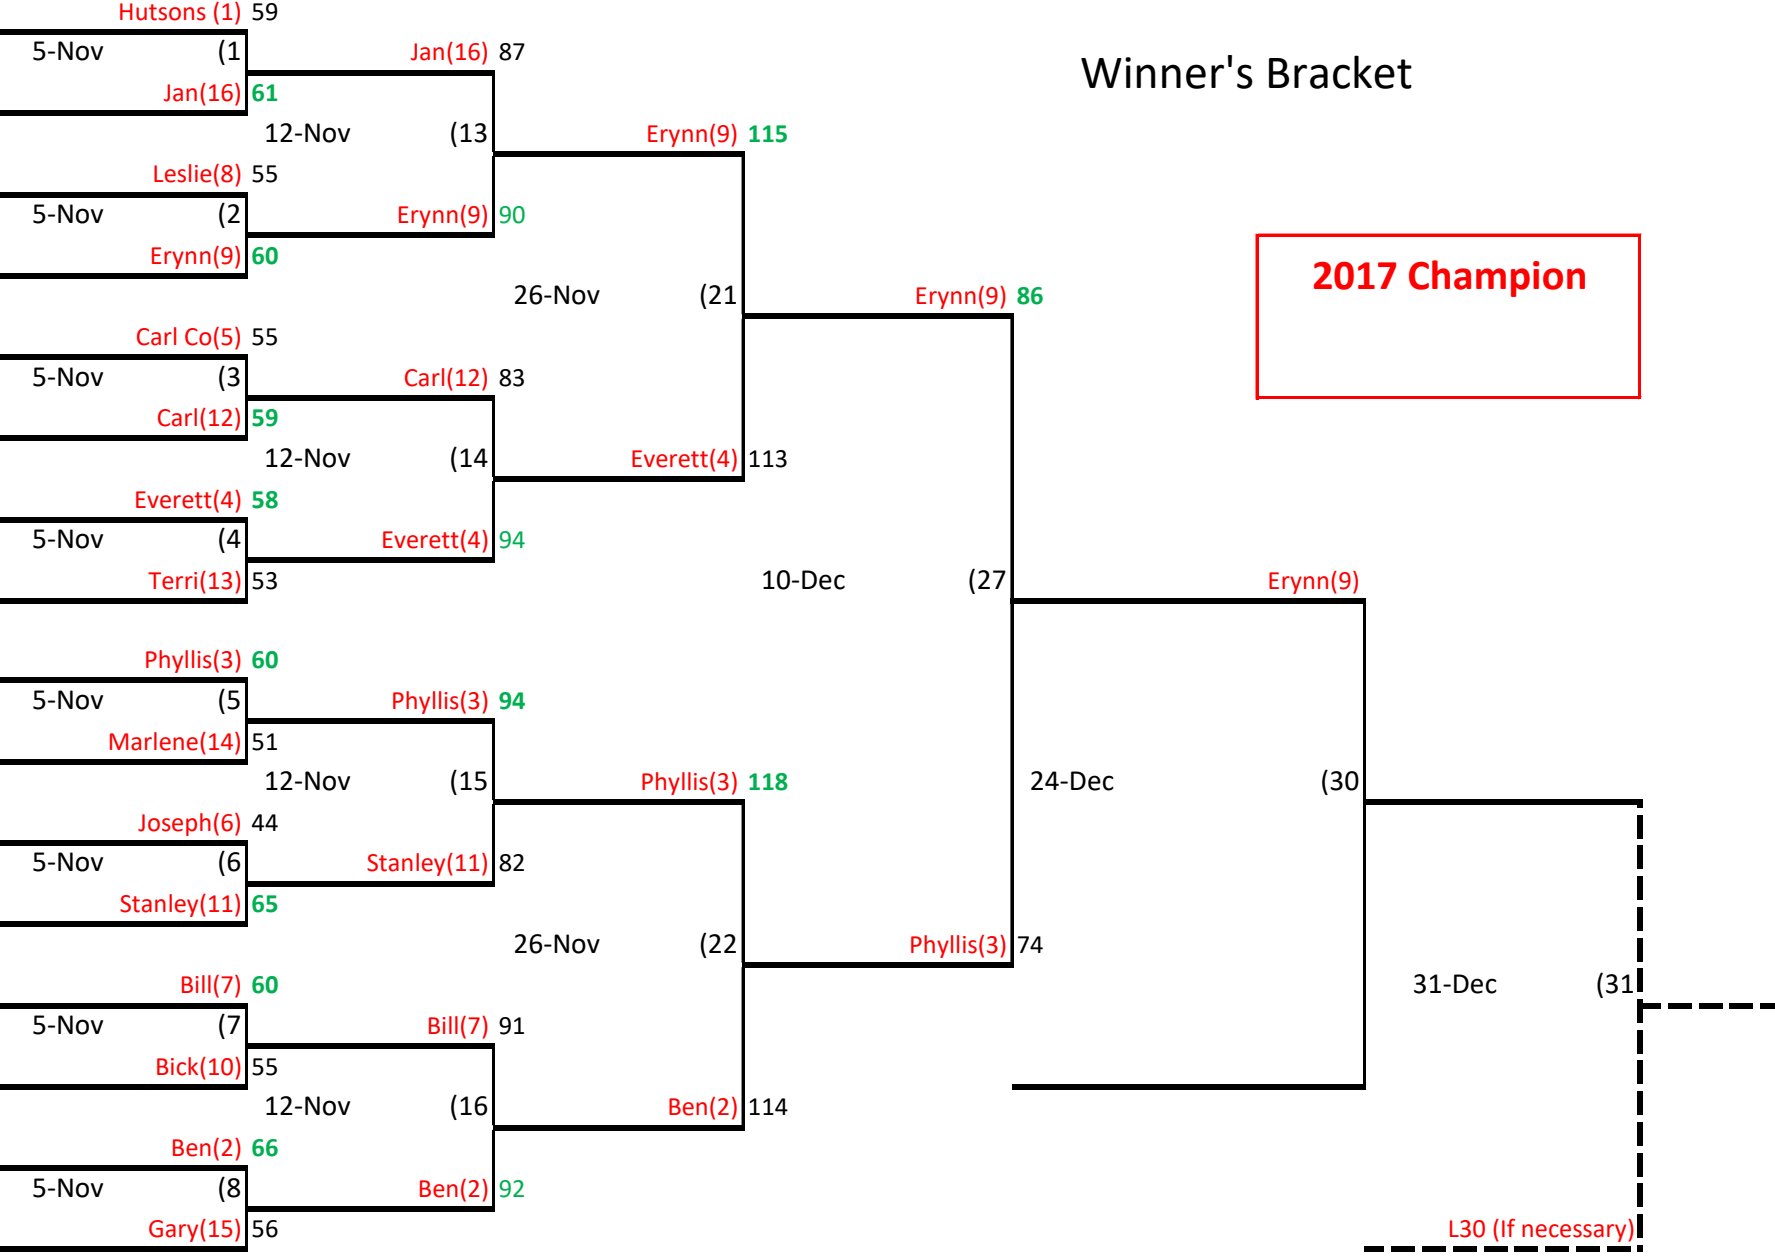 Hutsons (1) 59
5-Nov (1 Jan(16) 87
Winner's Bracket
Jan(16) 61
12-Nov (13 Erynn(9) 115
Leslie(8) 55
5-Nov (2 Erynn(9) 90
Erynn(9) 60
2017 Champion
26-Nov (21 Erynn(9) 86
Carl Co(5) 55
5-Nov (3 Carl(12) 83
Carl(12) 59
12-Nov (14 Everett(4) 113
Everett(4) 58
5-Nov (4 Everett(4) 94
Terri(13) 53 10-Dec (27 Erynn(9)
Phyllis(3) 60
5-Nov (5 Phyllis(3) 94
Marlene(14) 51
12-Nov (15 Phyllis(3) 118 24-Dec (30
Joseph(6) 44
5-Nov (6 Stanley(11) 82
Stanley(11) 65
26-Nov (22 Phyllis(3) 74
Bill(7) 60 31-Dec (31
5-Nov (7 Bill(7) 91
Bick(10) 55
12-Nov (16 Ben(2) 114
Ben(2) 66
5-Nov (8 Ben(2) 92
Gary(15) 56 L30 (If necessary)